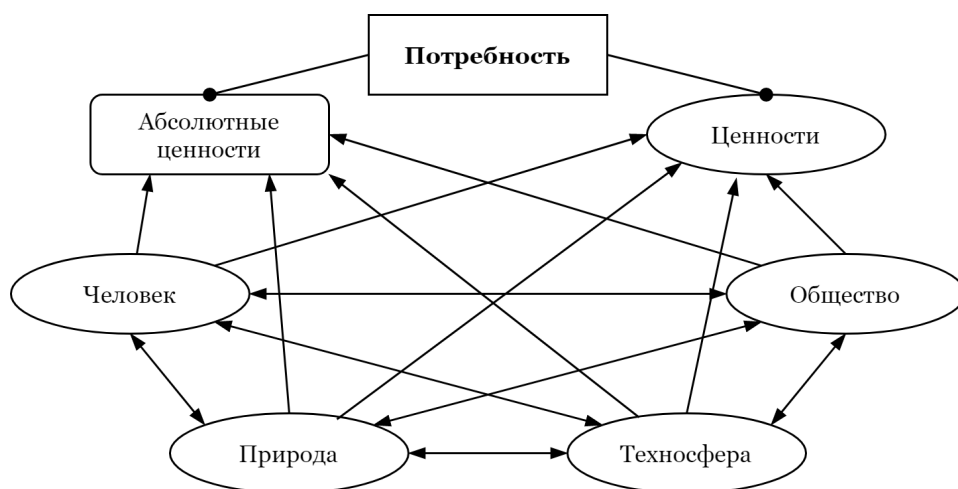 Потребность
Абсолютные
ценности
Ценности
Человек
Общество
Природа
Техносфера